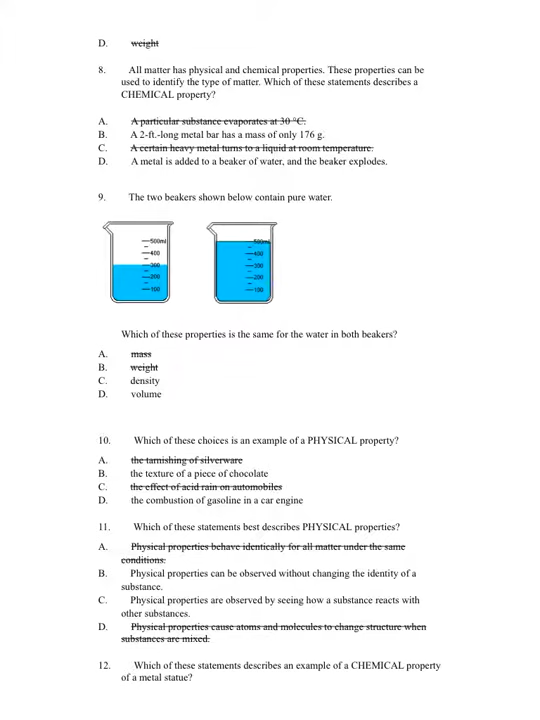 D. weight
8. All matter has physical and chemical properties. These properties can be
used to identify the type of matter. Which of these statements describes a
CHEMICAL property?
A. A particular substance evaporates at 30 °C.
B. A 2-ft.-long metal bar has a mass of only 176 g.
C. A certain heavy metal turns to a liquid at room temperature.
D. A metal is added to a beaker of water, and the beaker explodes.
9. The two beakers shown below contain pure water.
500ml 500ml
400 400
300 300
200 200
100 100
Which of these properties is the same for the water in both beakers?
A. mass
B. weight
C. density
D. volume
10. Which of these choices is an example of a PHYSICAL property?
A. the tarnishing of silverware
B. the texture of a piece of chocolate
C. the effect of acid rain on automobiles
D. the combustion of gasoline in a car engine
11. Which of these statements best describes PHYSICAL properties?
A. Physical properties behave identically for all matter under the same
conditions.
B. Physical properties can be observed without changing the identity of a
substance.
C. Physical properties are observed by seeing how a substance reacts with
other substances.
D. Physical properties cause atoms and molecules to change structure when
substances are mixed.
12. Which of these statements describes an example of a CHEMICAL property
of a metal statue?